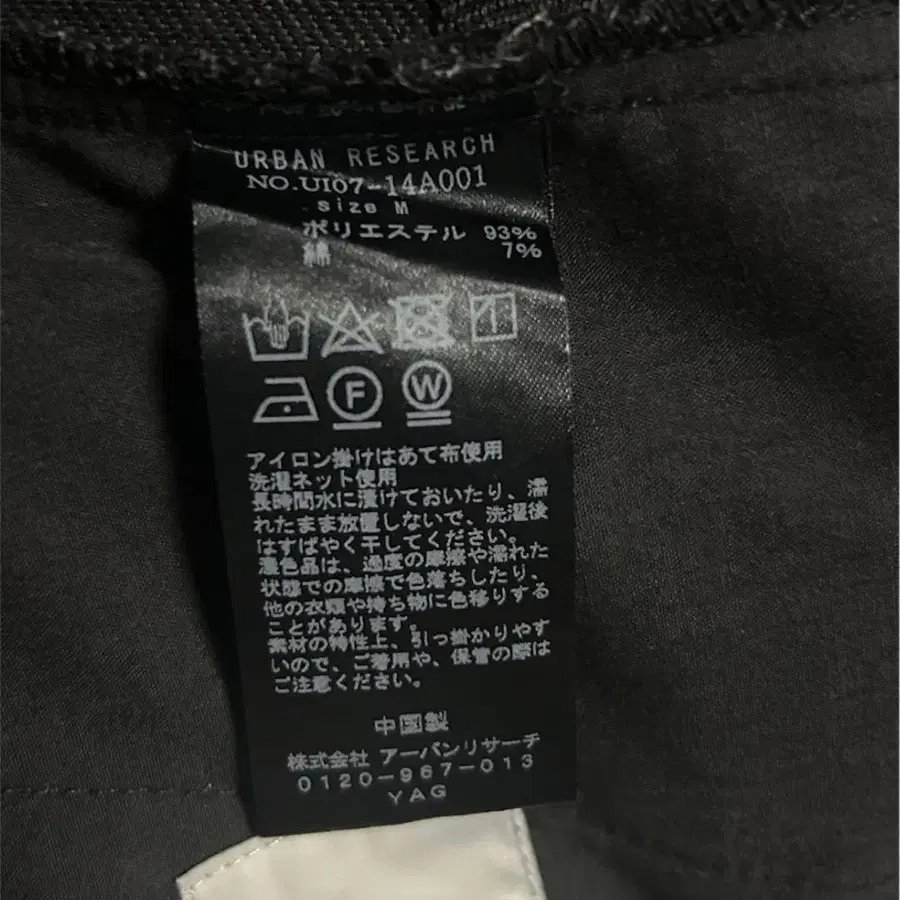 URBAN RESEARCH
NO.UI07-14A001
size M
ポリエステル 93%
綿 7%
F
W
アイロン掛けはあて布使用
洗濯ネット使用
長時間水に漬けておいたり、濡
れたまま放置しないで、洗濯後
はすばやく干してください。
濃色品は、過度の摩擦や濡れた
状態での摩擦で色落ちしたり、
他の衣類や持ち物に色移りする
ことがあります。
素材の特性上、引っ掛かりやす
いので、ご着用や、保管の際は
ご注意ください。
中国製
株式会社 アーバンリサーチ
0120-967-013
YAG